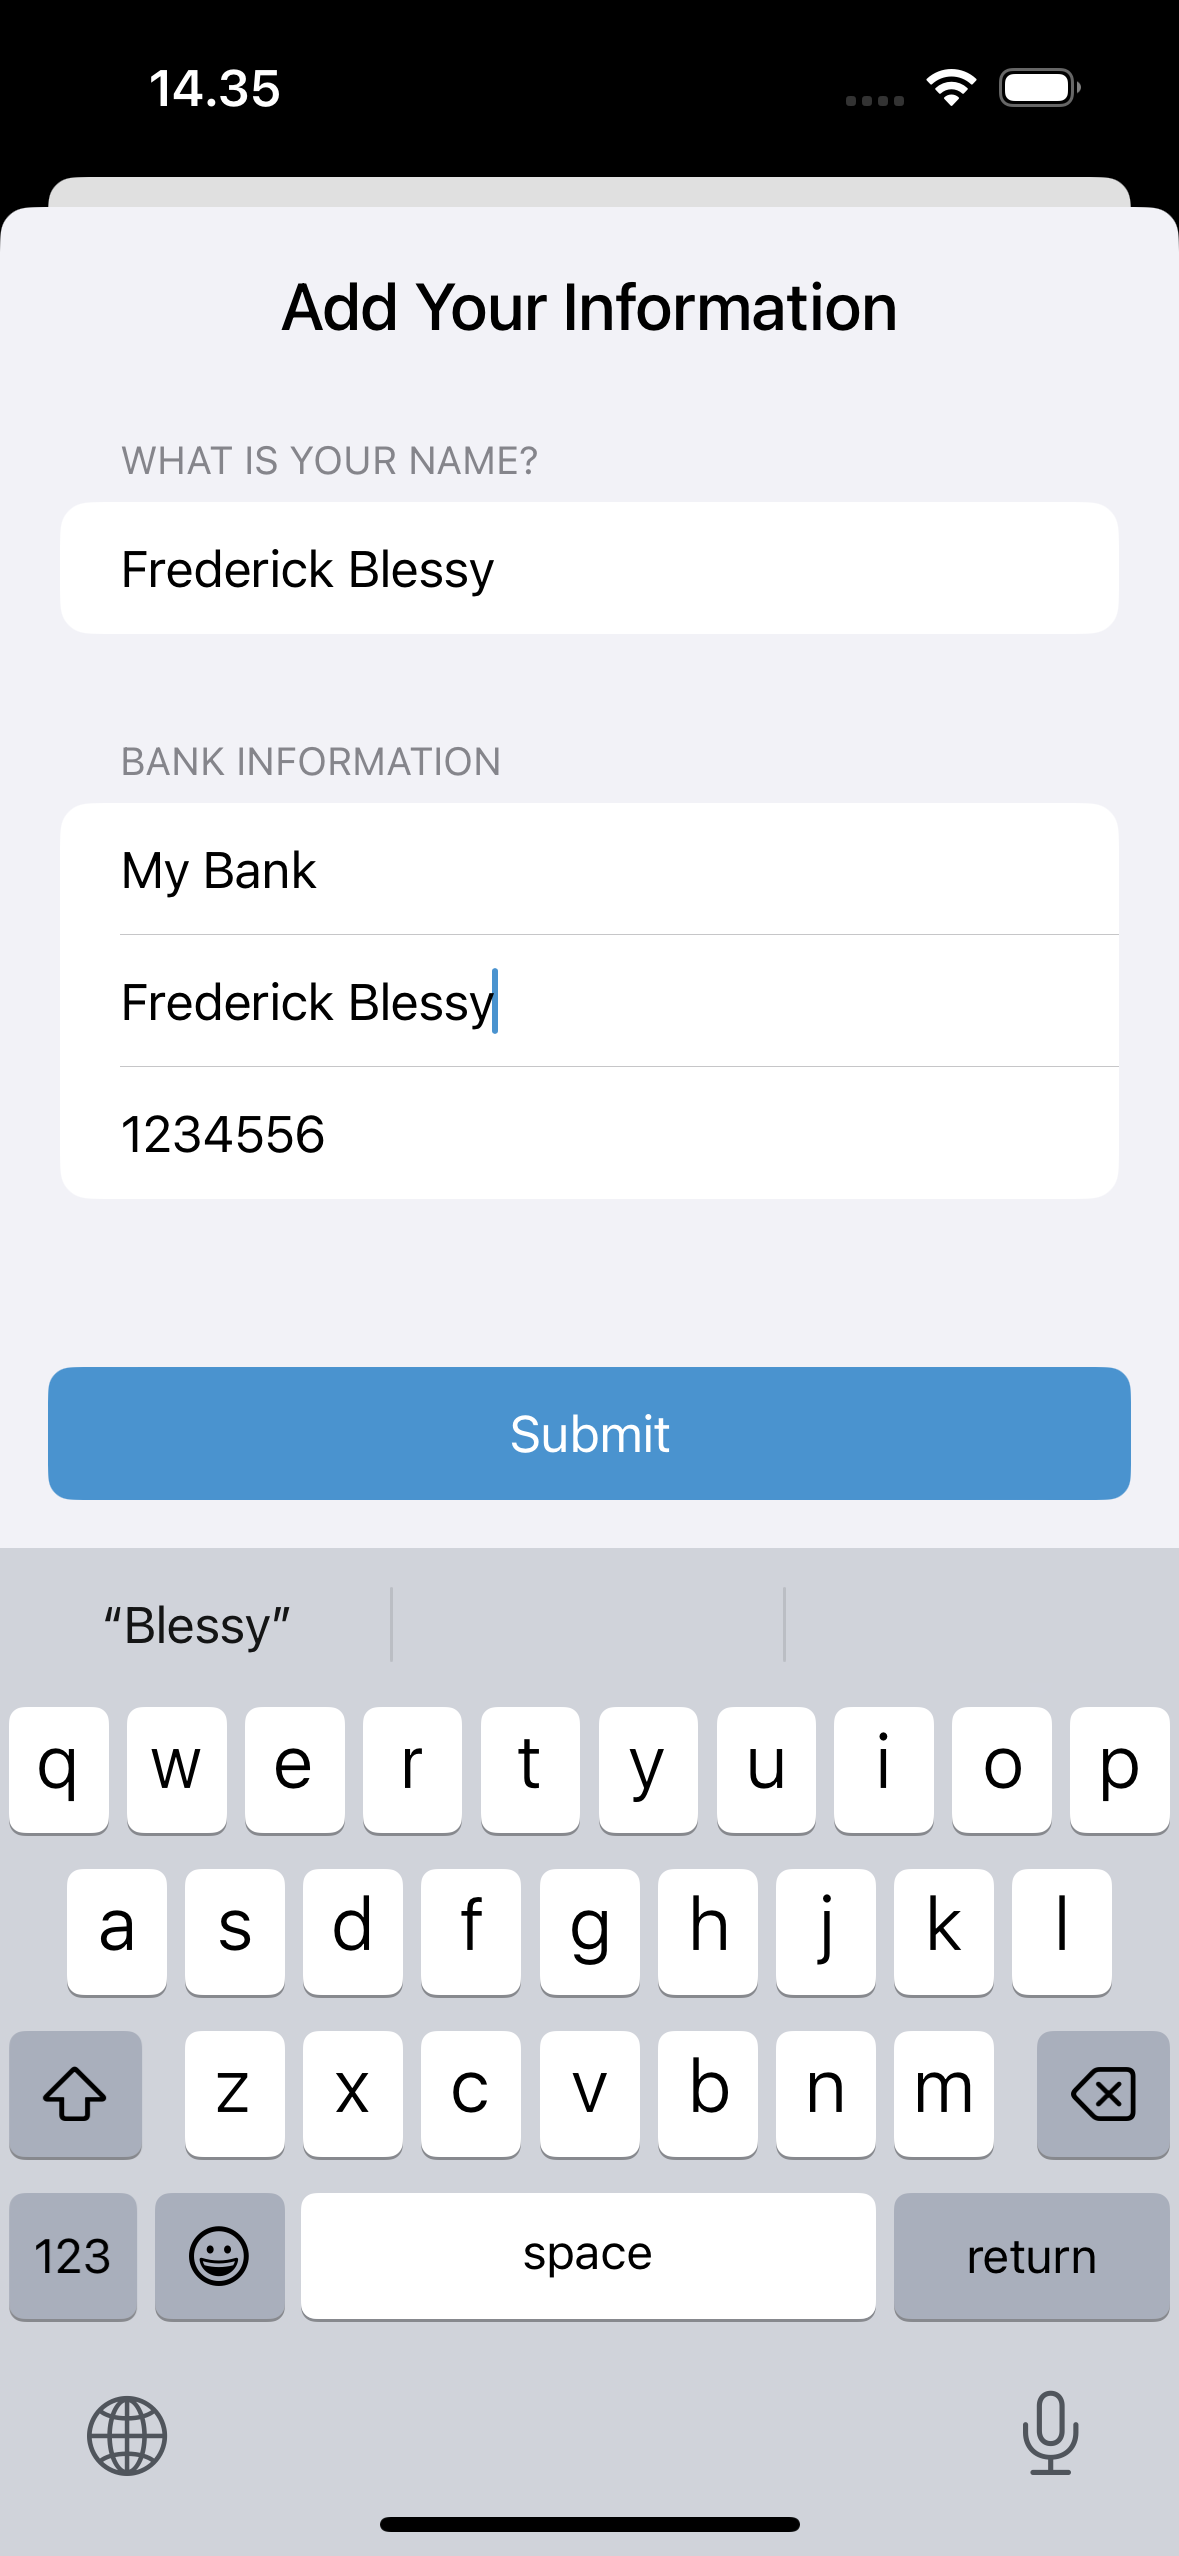 14.35
Add Your Information
WHAT IS YOUR NAME?
Frederick Blessy
BANK INFORMATION
My Bank
Frederick Blessy
1234556
Submit
“Blessy”
q w e r t y u i o p
a s d f g h j k l
z x c v b n m
123 space return